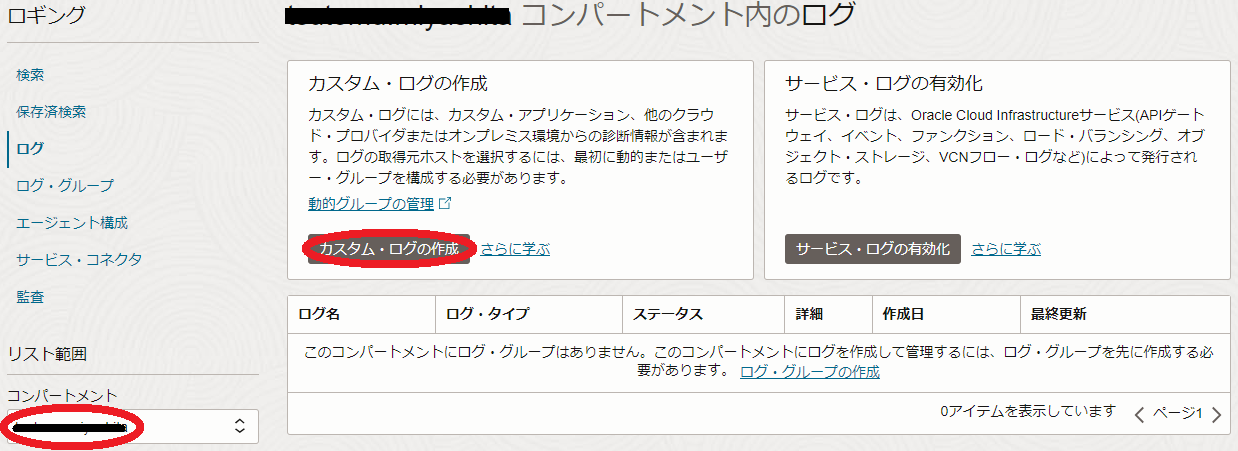 ロギング
コンパートメント内のログ
検索
保存済検索
ログ
ログ・グループ
エージェント構成
サービス・コネクタ
監査
リスト範囲
コンパートメント
カスタム・ログの作成
カスタム・ログには、カスタム・アプリケーション、他のクラウ
ド・プロバイダまたはオンプレミス環境からの診断情報が含まれま
す。ログの取得元ホストを選択するには、最初に動的またはユーザ
ー・グループを構成する必要があります。
動的グループの管理
カスタム・ログの作成 さらに学ぶ
サービス・ログの有効化
サービス・ログは、Oracle Cloud Infrastructureサービス(APIゲート
ウェイ、イベント、ファンクション、ロード・バランシング、オブ
ジェクト・ストレージ、VCNフロー・ログなど)によって発行され
るログです。
サービス・ログの有効化 さらに学ぶ
ログ名 ログ・タイプ ステータス 詳細 作成日 最終更新
このコンパートメントにログ・グループはありません。このコンパートメントにログを作成して管理するには、ログ・グループを先に作成する必
要があります。 ログ・グループの作成
0アイテムを表示しています ページ1